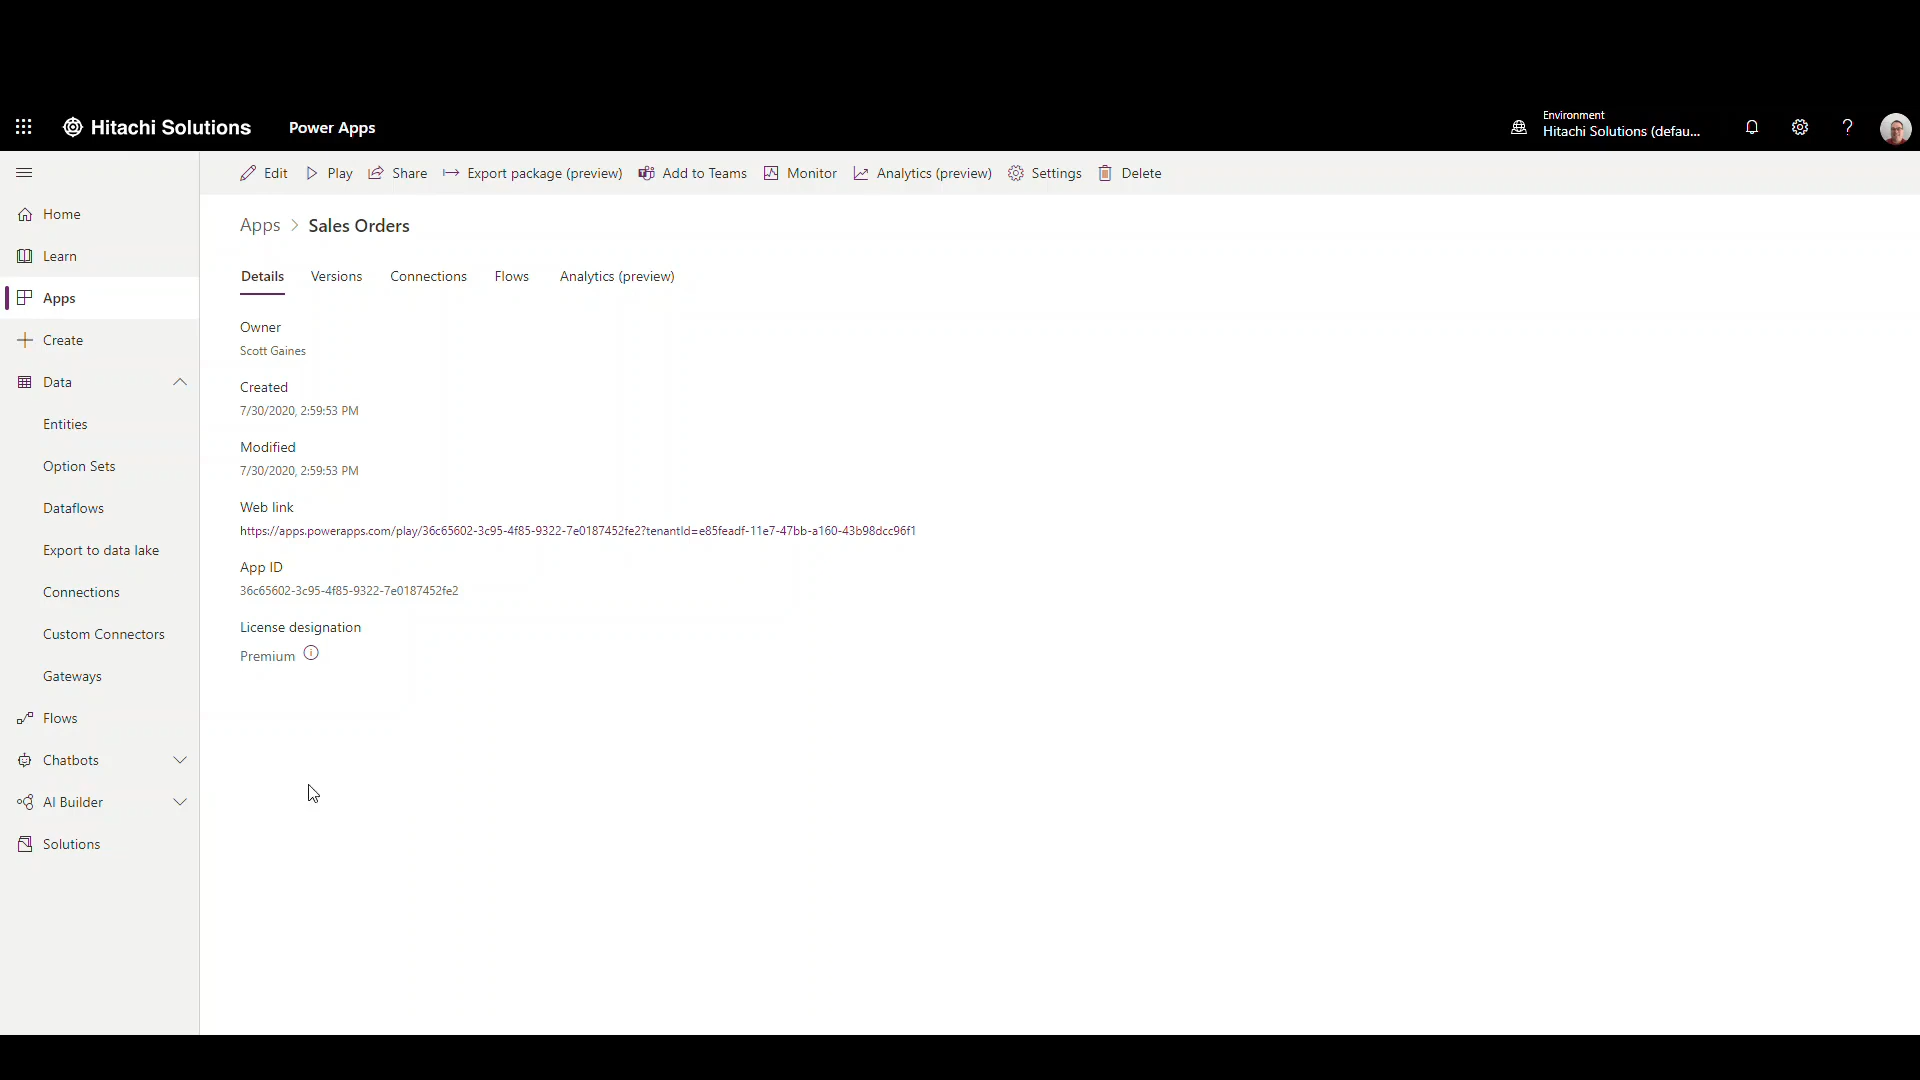 Hitachi Solutions
Power Apps
Environment
Hitachi Solutions (defau...
Edit
Play
Share
Export package (preview)
Add to Teams
Monitor
Analytics (preview)
Settings
Delete
Home
Learn
Apps
Create
Data
Entities
Option Sets
Dataflows
Export to data lake
Connections
Custom Connectors
Gateways
Flows
Chatbots
AI Builder
Solutions
Apps > Sales Orders
Details
Versions
Connections
Flows
Analytics (preview)
Owner
Scott Gaines
Created
7/30/2020, 2:59:53 PM
Modified
7/30/2020, 2:59:53 PM
Web link
https://apps.powerapps.com/play/36c65602-3c95-4f85-9322-7e0187452fe2?tenantId=e85feadf-11e7-47bb-a160-43b98dcc96f1
App ID
36c65602-3c95-4f85-9322-7e0187452fe2
License designation
Premium